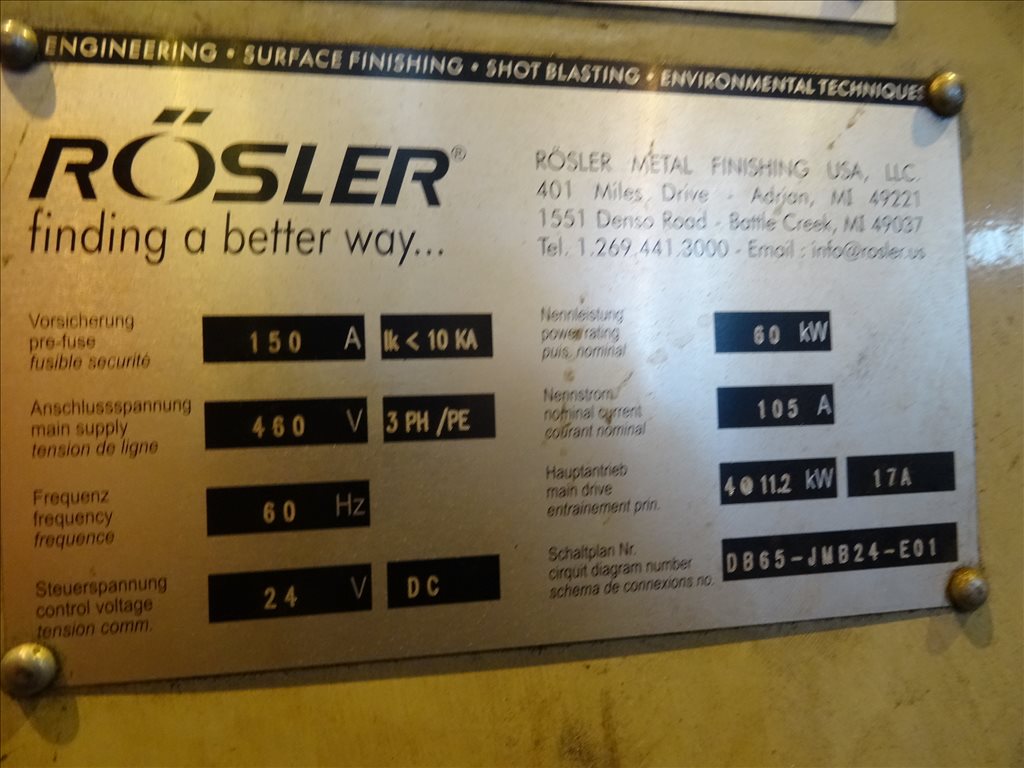 ENGINEERING • SURFACE FINISHING • SHOT BLASTING • ENVIRONMENTAL TECHNIQUES
RÖSLER®
finding a better way...
RÖSLER METAL FINISHING USA, LLC.
401 Miles Drive - Adrian, MI 49221
1551 Denso Road - Battle Creek, MI 49037
Tel. 1.269.441.3000 - Email : info@rosler.us
Vorsicherung
pre-fuse
fusible securité
150 A
Ik < 10 KA
Anschlussspannung
main supply
tension de ligne
460 V
3 PH /PE
Frequenz
frequency
frequence
60 Hz
Steuerspannung
control voltage
tension comm.
24 V
DC
Nennleistung
power rating
puis. nominal
60 kW
Nennstrom
nominal current
courant nominal
105 A
Hauptantrieb
main drive
entrainement prin.
4@11.2 kW
17A
Schaltplan Nr.
cirquit diagram number
schema de connexions no.
DB65-JMB24-E01